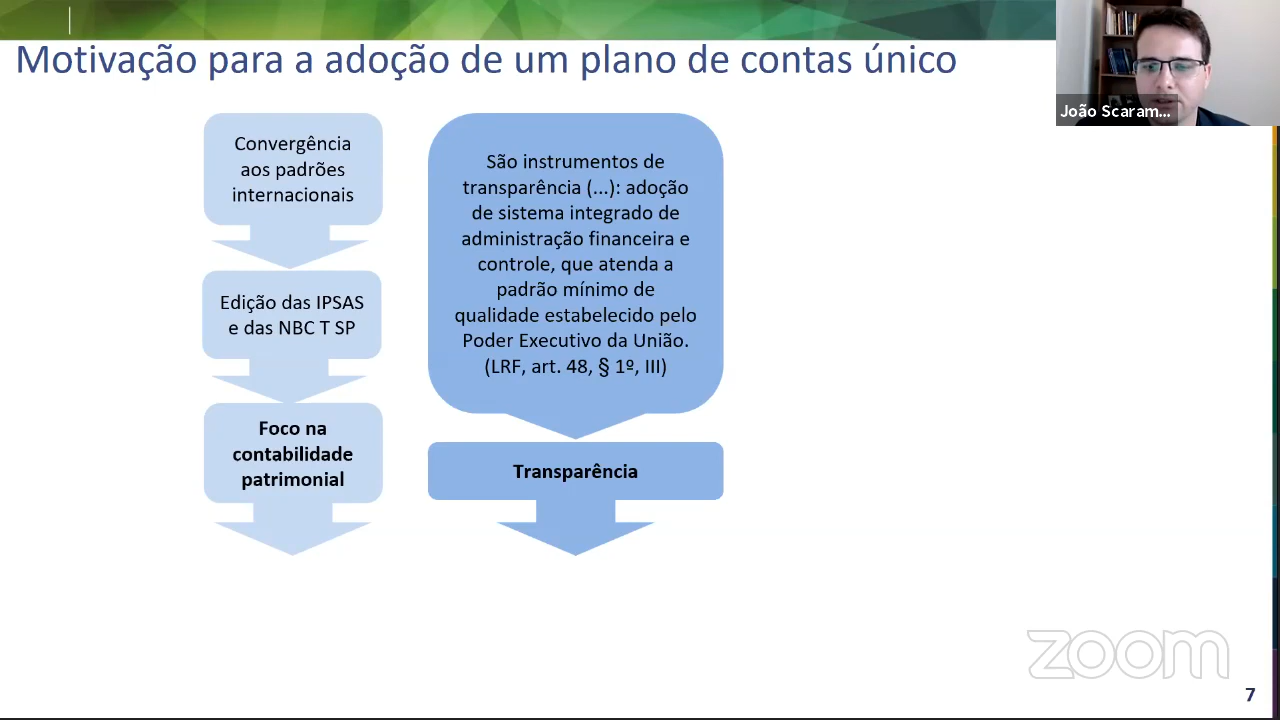 Motivação para a adoção de um plano de contas único
João Scaram...
Convergência
aos padrões
internacionais
Edição das IPSAS
e das NBC T SP
Foco na
contabilidade
patrimonial
São instrumentos de
transparência (...): adoção
de sistema integrado de
administração financeira e
controle, que atenda a
padrão mínimo de
qualidade estabelecido pelo
Poder Executivo da União.
(LRF, art. 48, § 1º, III)
Transparência
zoom
7